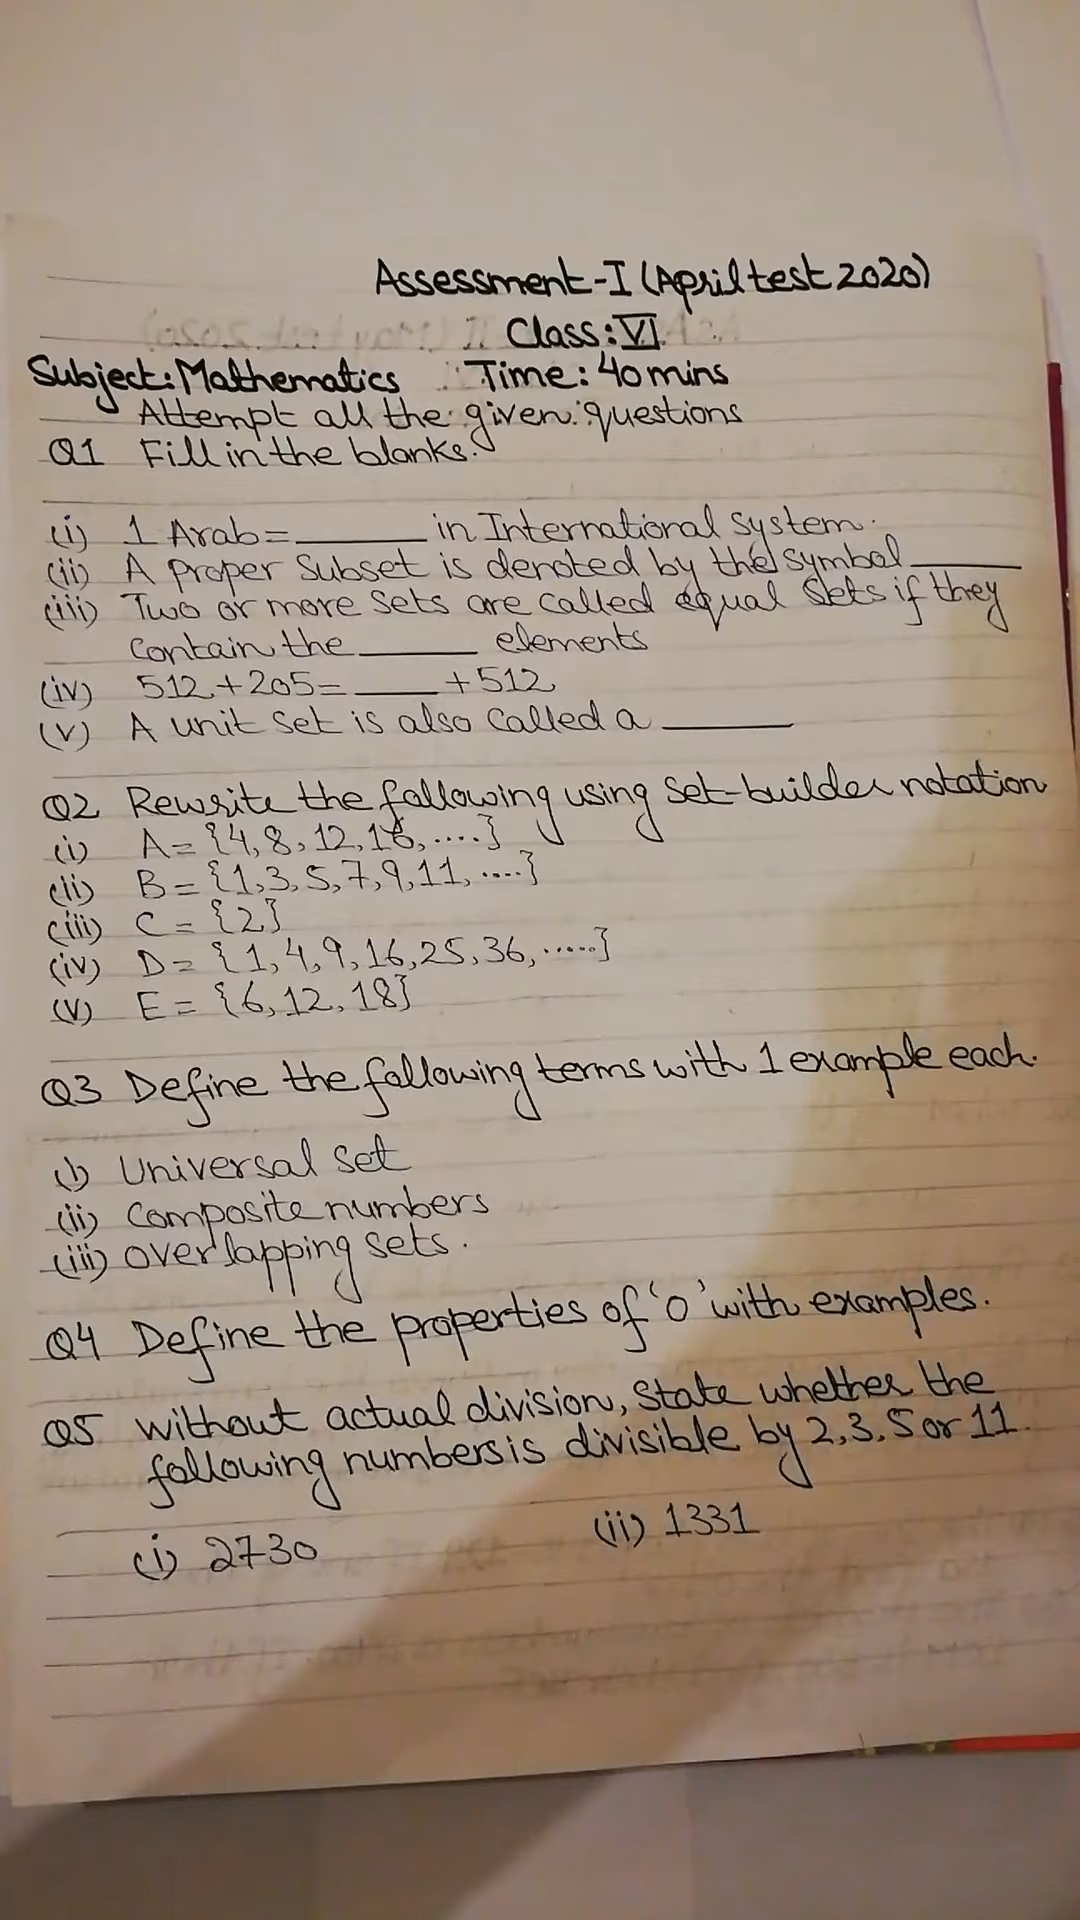 Assessment-I (April test 2020)
Class: VI
Subject: Mathematics Time: 40 mins
Attempt all the given questions
Q1 Fill in the blanks.
(i) 1 Arab = ______ in International system.
(ii) A proper Subset is denoted by the symbol ______
(iii) Two or more sets are called equal sets if they
contain the ______ elements
(iv) 512 + 205 = ____ + 512
(v) A unit set is also called a ______
Q2 Rewrite the following using set-builder notation
(i) A = {4, 8, 12, 16, ....}
(ii) B = {1, 3, 5, 7, 9, 11, ....}
(iii) C = {2}
(iv) D = {1, 4, 9, 16, 25, 36, .....}
(v) E = {6, 12, 18}
Q3 Define the following terms with 1 example each.
(i) Universal set
(ii) Composite numbers
(iii) overlapping sets.
Q4 Define the properties of 'o' with examples.
Q5 without actual division, State whether the
following numbers is divisible by 2, 3, 5 or 11.
(i) 2730 (ii) 1331